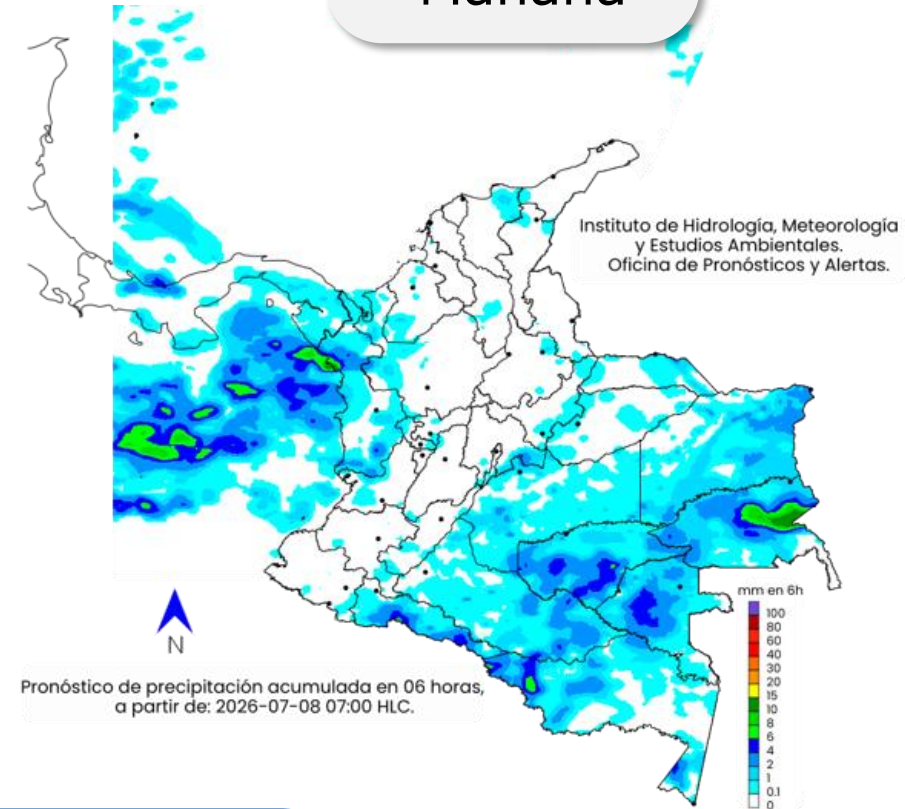 Mañana
Instituto de Hidrología, Meteorología
y Estudios Ambientales.
Oficina de Pronósticos y Alertas.
mm en 6h
100
80
60
40
30
20
15
10
8
6
4
2
1
0.1
0
N
Pronóstico de precipitación acumulada en 06 horas,
a partir de: 2026-07-08 07:00 HLC.